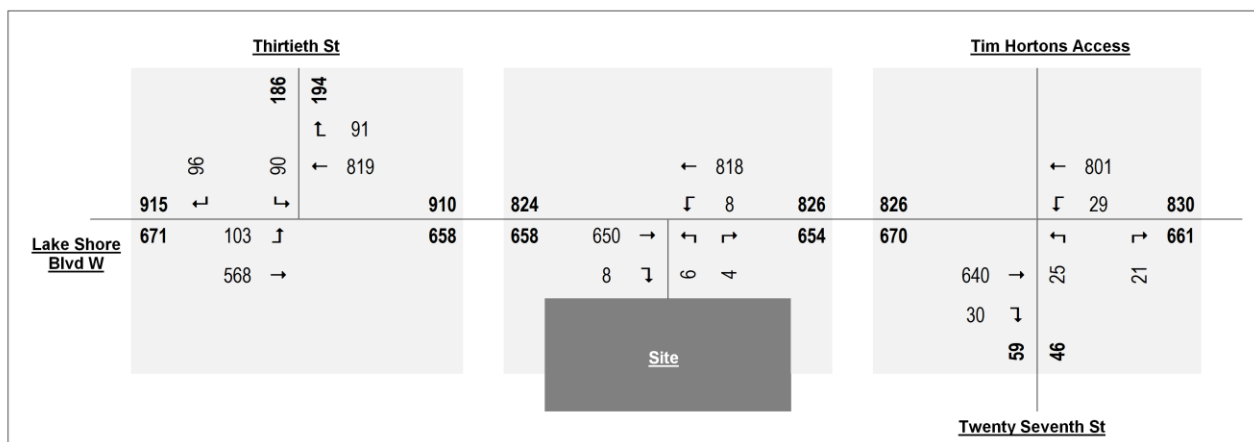 Thirtieth St
Tim Hortons Access
186 194
91
96 90 819
818
801
915 910
824 8 826
826 29 830
Lake Shore
Blvd W
671 103 658
658 650 654
670 661
568
8 6 4
640 25 21
30
Site
59 46
Twenty Seventh St